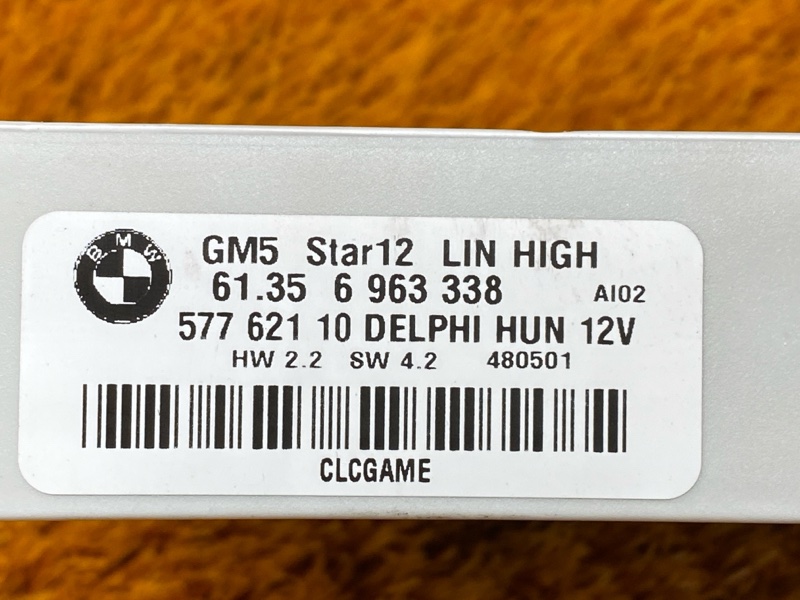 BMW
GM5 Star12 LIN HIGH
61.35 6 963 338 AI02
577 621 10 DELPHI HUN 12V
HW 2.2 SW 4.2 480501
CLCGAME